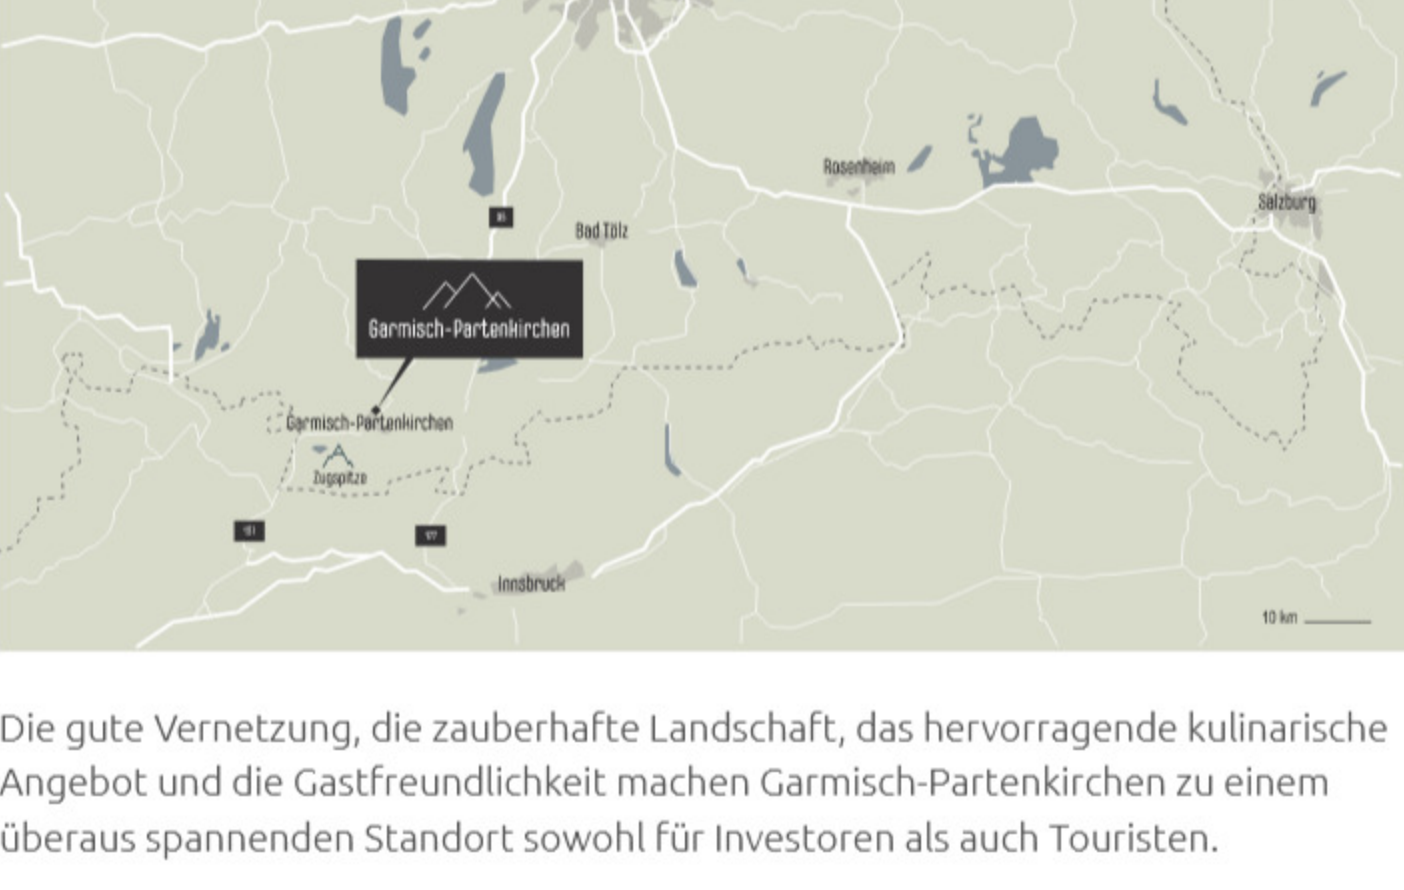 Rosenheim
Salzburg
95
Bad Tölz
Garmisch-Partenkirchen
Garmisch-Partenkirchen
Zugspitze
177
Innsbruck
10 km
Die gute Vernetzung, die zauberhafte Landschaft, das hervorragende kulinarische
Angebot und die Gastfreundlichkeit machen Garmisch-Partenkirchen zu einem
überaus spannenden Standort sowohl für Investoren als auch Touristen.